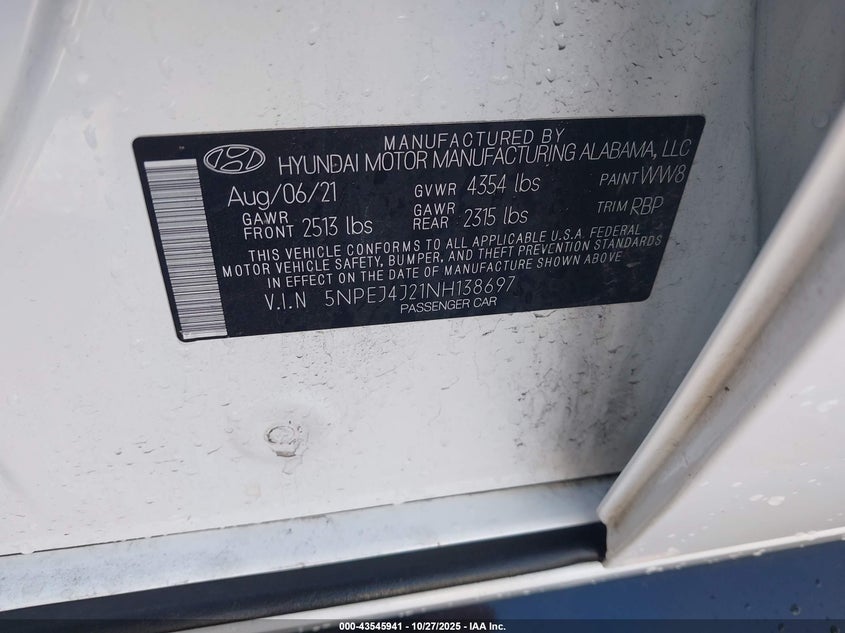 MANUFACTURED BY
HYUNDAI MOTOR MANUFACTURING ALABAMA, LLC
Aug/06/21 GVWR 4354 lbs PAINT WW8
GAWR FRONT 2513 lbs GAWR REAR 2315 lbs TRIM RBP
THIS VEHICLE CONFORMS TO ALL APPLICABLE U.S.A. FEDERAL
MOTOR VEHICLE SAFETY, BUMPER, AND THEFT PREVENTION STANDARDS
IN EFFECT ON THE DATE OF MANUFACTURE SHOWN ABOVE
V.I.N 5NPEJ4J21NH138697
PASSENGER CAR
000-43545941 - 10/27/2025 - IAA Inc.